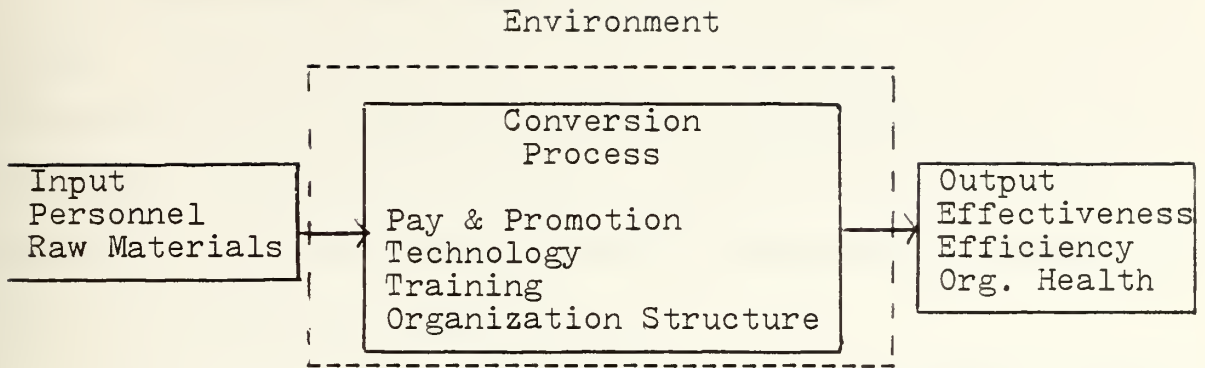 Environment
Conversion
Process
Input
Personnel
Raw Materials
Pay & Promotion
Technology
Training
Organization Structure
Output
Effectiveness
Efficiency
Org. Health